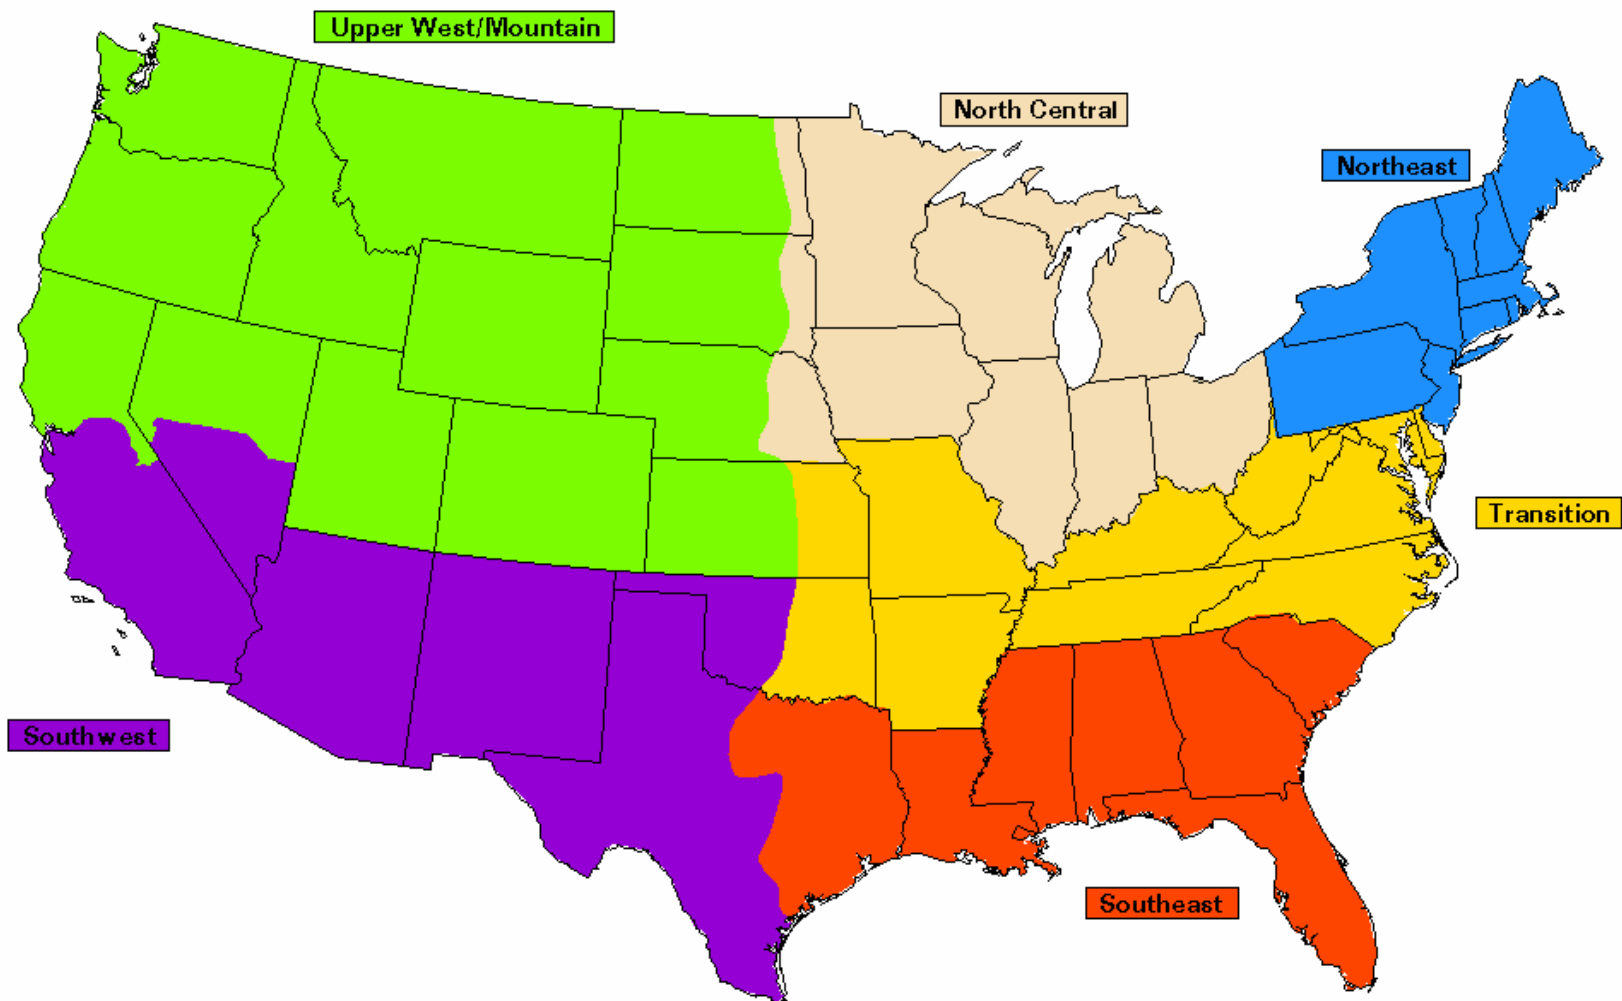 Upper West/Mountain
North Central
Northeast
Transition
Southwest
Southeast